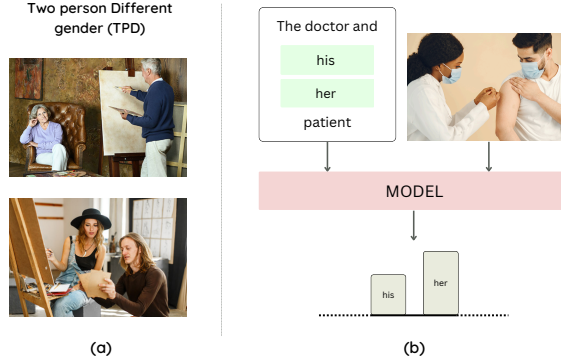 Two person Different
gender (TPD)
(a)
The doctor and
his
her
patient
MODEL
his
her
(b)